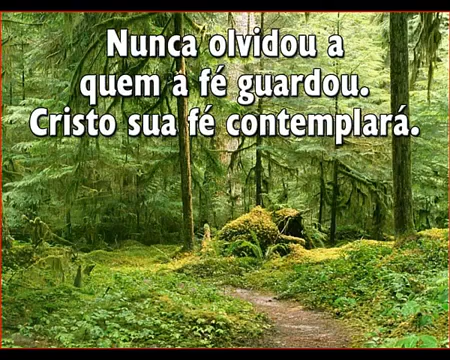 Nunca olvidou a
quem a fé guardou.
Cristo sua fé contemplará.